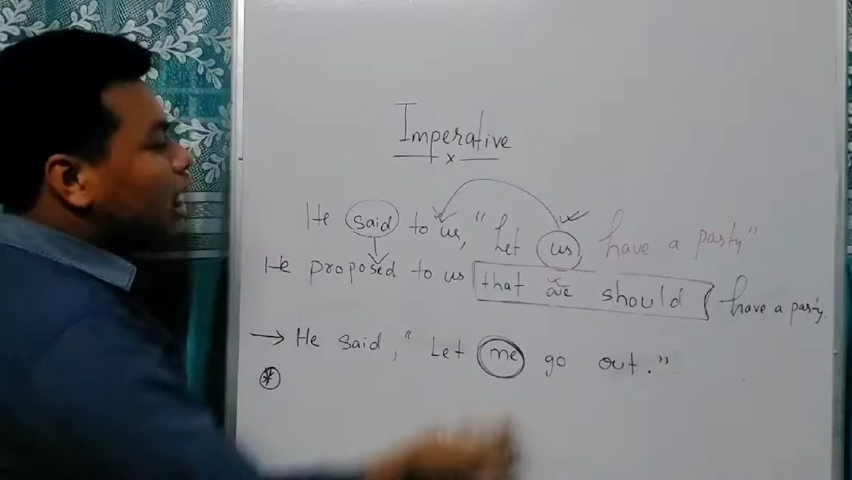 Imperative
He said to us, "Let us have a party"
He proposed to us that we should have a party.
→ He said, "Let me go out."